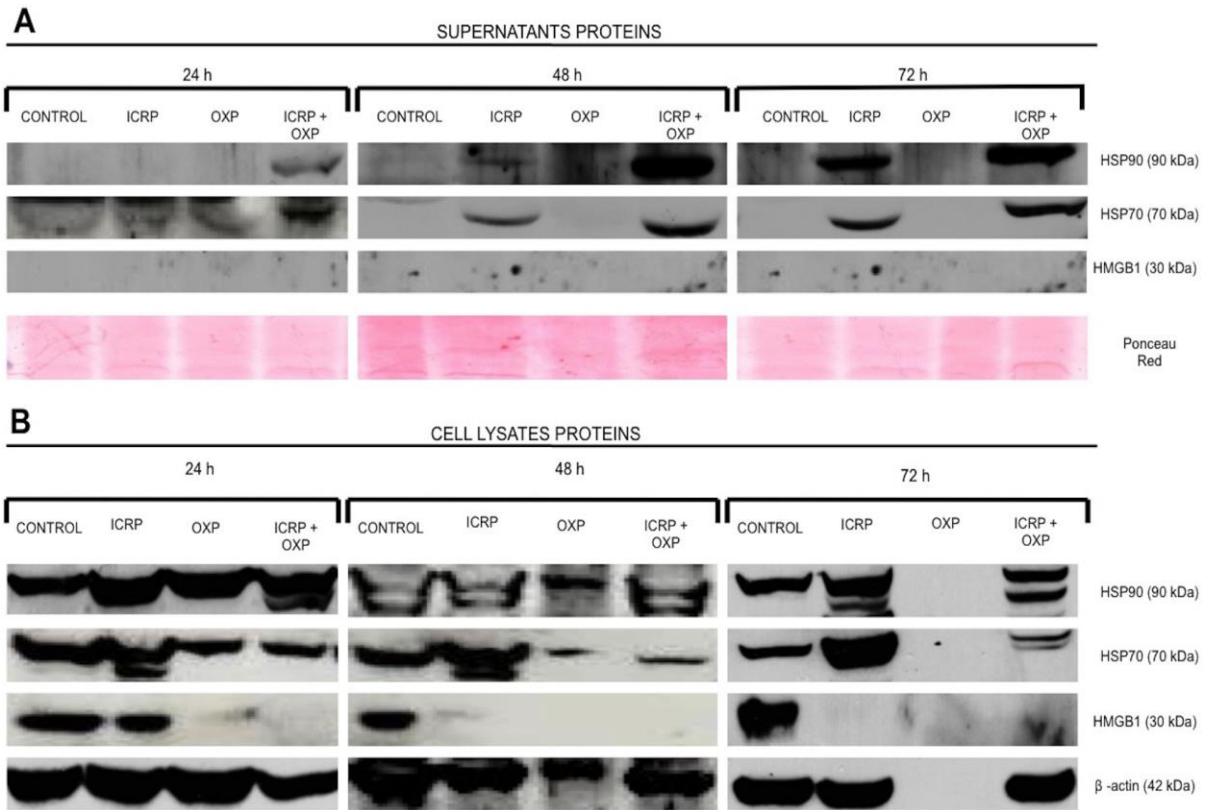 A
SUPERNATANTS PROTEINS
24 h 48 h 72 h
CONTROL ICRP OXP ICRP + OXP CONTROL ICRP OXP ICRP + OXP CONTROL ICRP OXP ICRP + OXP
HSP90 (90 kDa)
HSP70 (70 kDa)
HMGB1 (30 kDa)
Ponceau
Red
B
CELL LYSATES PROTEINS
24 h 48 h 72 h
CONTROL ICRP OXP ICRP + OXP CONTROL ICRP OXP ICRP + OXP CONTROL ICRP OXP ICRP + OXP
HSP90 (90 kDa)
HSP70 (70 kDa)
HMGB1 (30 kDa)
β -actin (42 kDa)